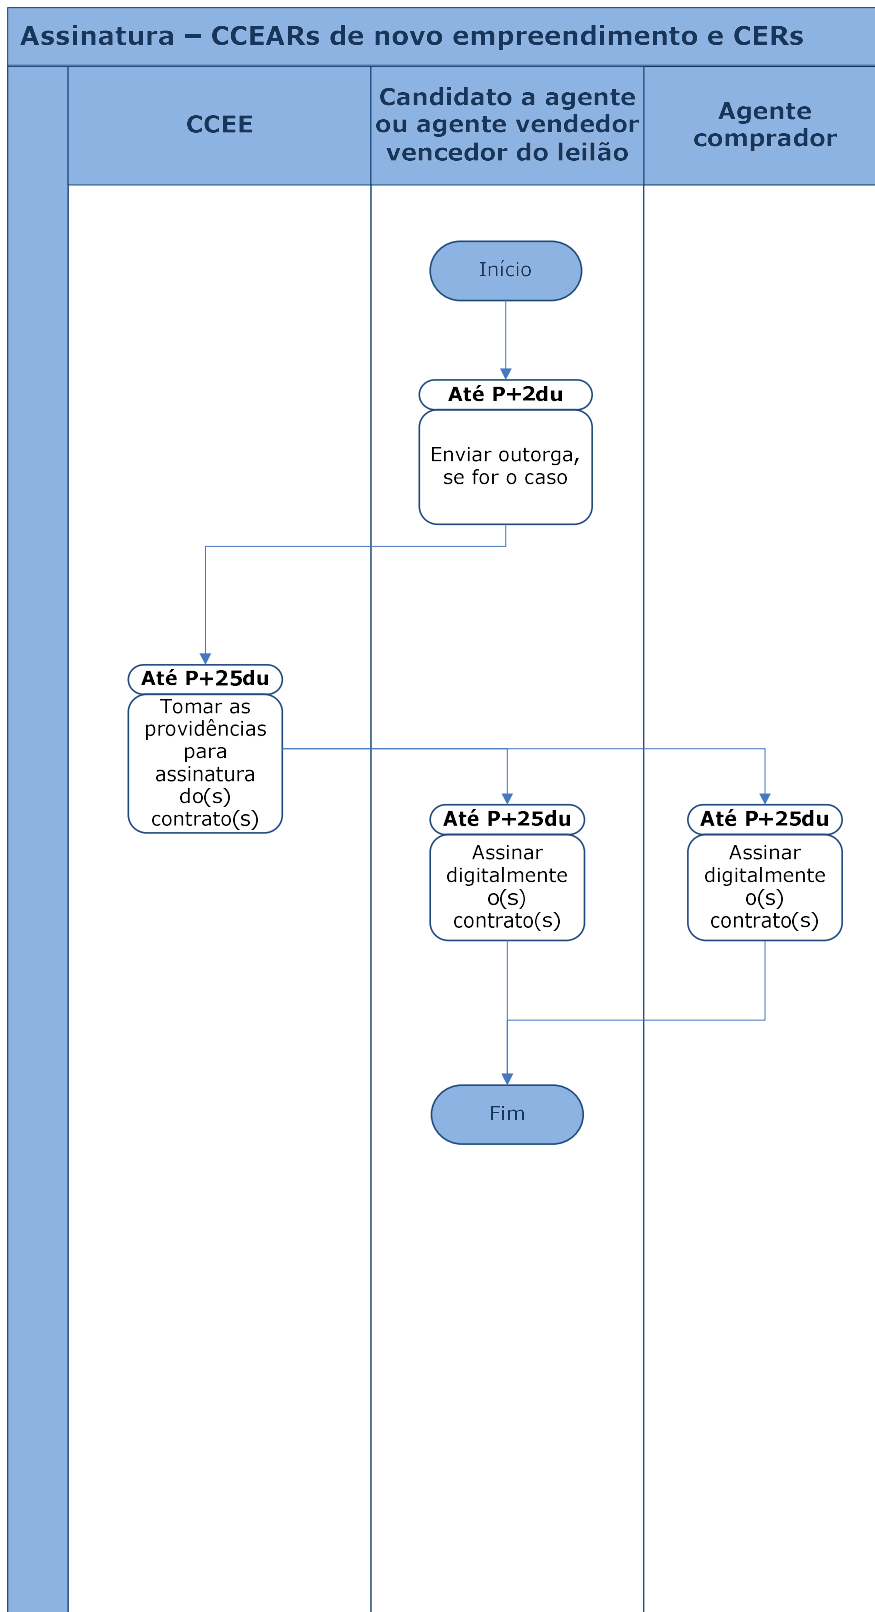 Assinatura – CCEARs de novo empreendimento e CERs
CCEE
Candidato a agente
ou agente vendedor
vencedor do leilão
Agente
comprador
Início
Até P+2du
Enviar outorga,
se for o caso
Até P+25du
Tomar as
providências
para
assinatura
do(s)
contrato(s)
Até P+25du
Assinar
digitalmente
o(s)
contrato(s)
Até P+25du
Assinar
digitalmente
o(s)
contrato(s)
Fim